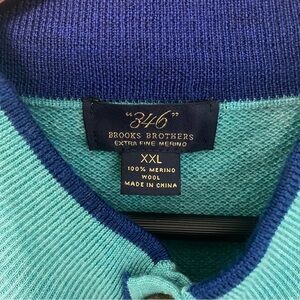 "346"
BROOKS BROTHERS
EXTRA FINE MERINO
XXL
100% MERINO
WOOL
MADE IN CHINA